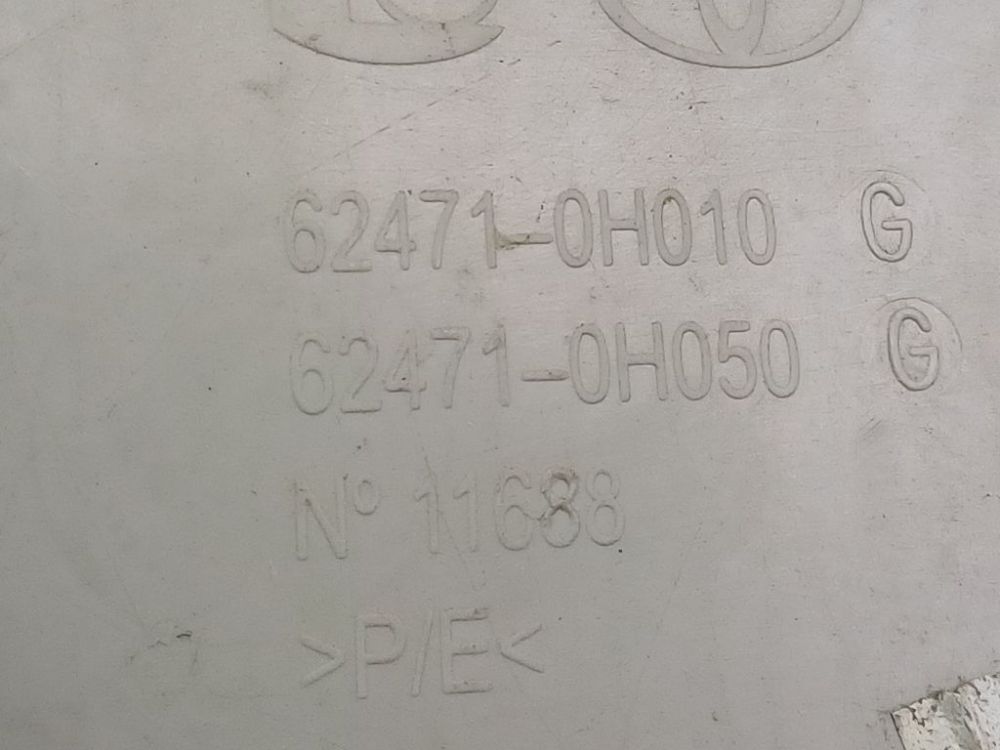 62471-0H010 G
62471-0H050 G
Nº 11688
>P/E<